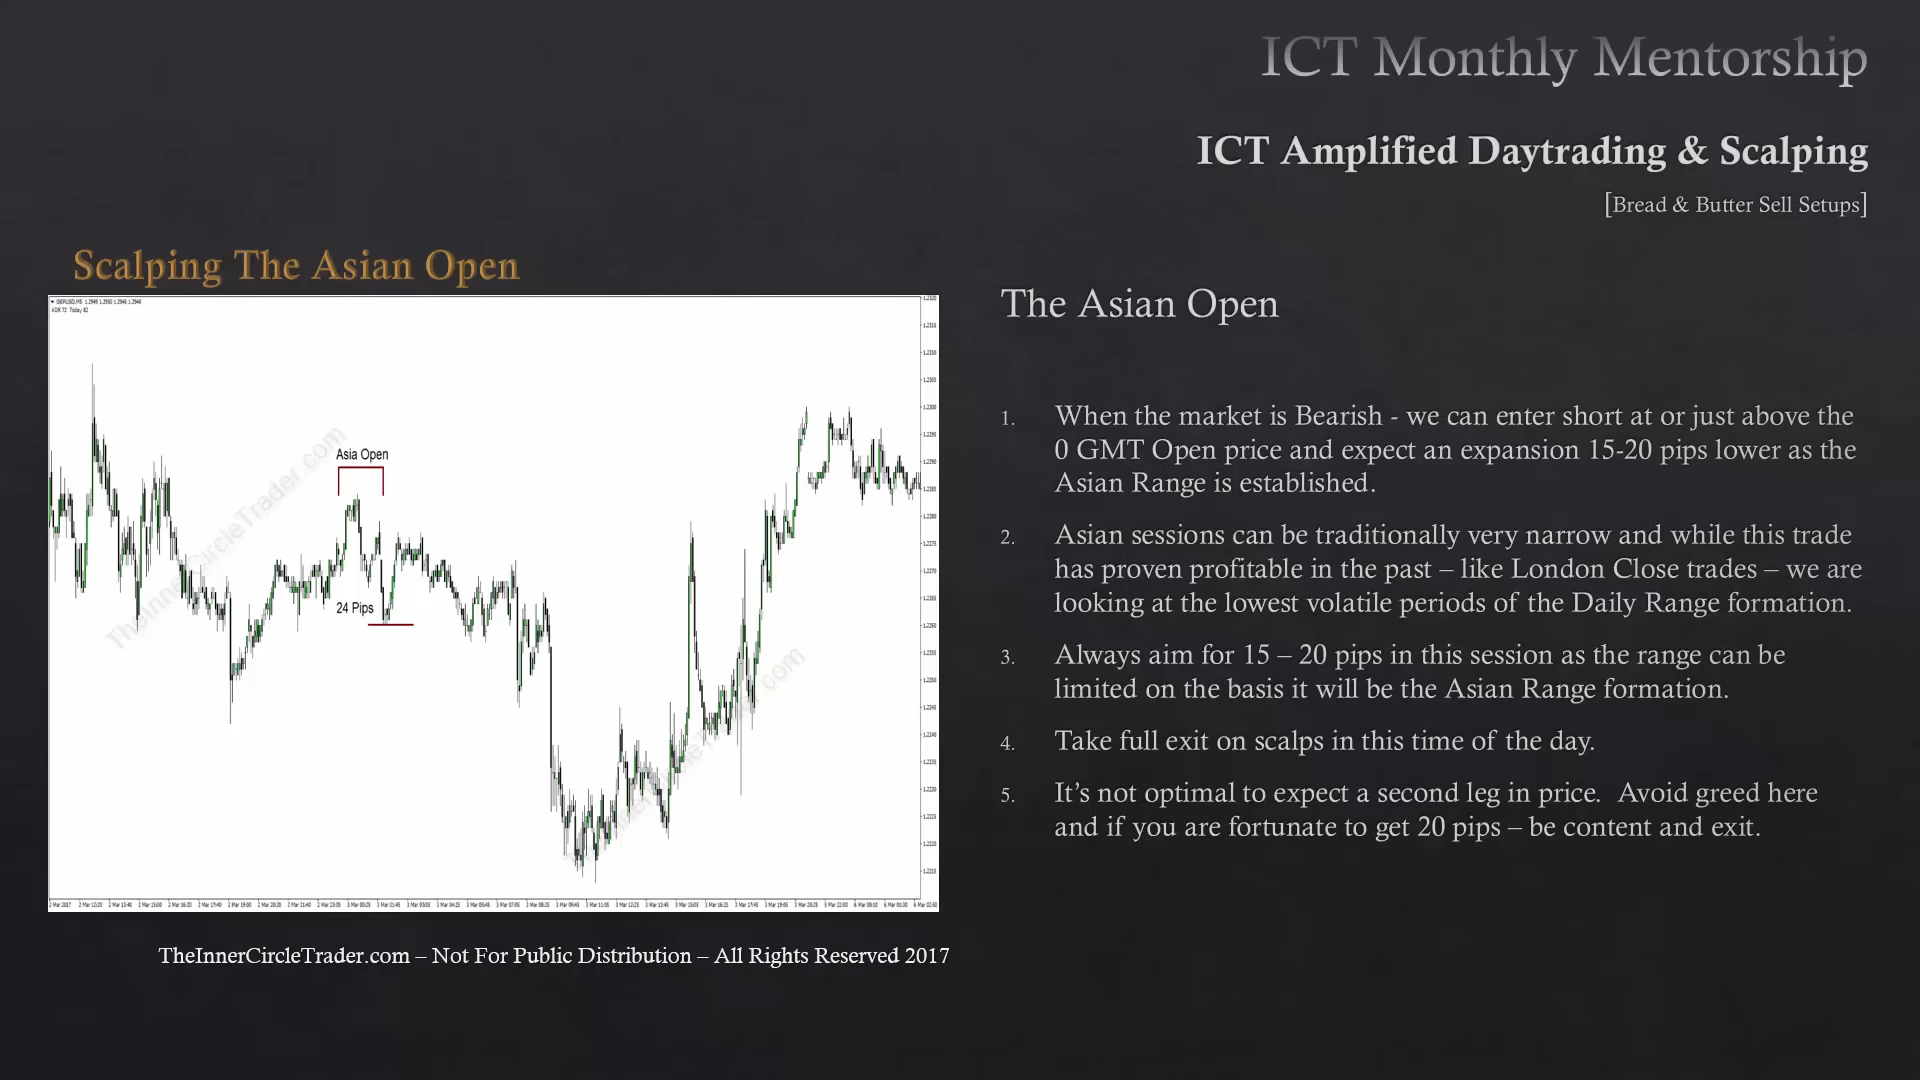 ICT Monthly Mentorship
ICT Amplified Daytrading & Scalping
[Bread & Butter Sell Setups]
Scalping The Asian Open
GBPUSD,M5
ADR 72 Today 82
Asia Open
24 Pips
TheInnerCircleTrader.com
TheInnerCircleTrader.com – Not For Public Distribution – All Rights Reserved 2017
The Asian Open
1. When the market is Bearish - we can enter short at or just above the
0 GMT Open price and expect an expansion 15-20 pips lower as the
Asian Range is established.
2. Asian sessions can be traditionally very narrow and while this trade
has proven profitable in the past – like London Close trades – we are
looking at the lowest volatile periods of the Daily Range formation.
3. Always aim for 15 – 20 pips in this session as the range can be
limited on the basis it will be the Asian Range formation.
4. Take full exit on scalps in this time of the day.
5. It’s not optimal to expect a second leg in price.  Avoid greed here
and if you are fortunate to get 20 pips – be content and exit.